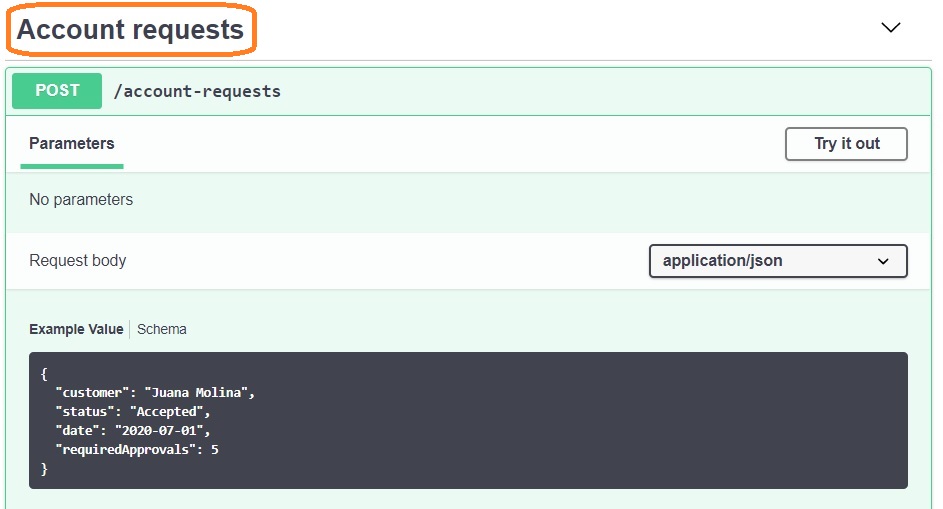 Account requests
POST /account-requests
Parameters Try it out
No parameters
Request body application/json
Example Value Schema
{
  "customer": "Juana Molina",
  "status": "Accepted",
  "date": "2020-07-01",
  "requiredApprovals": 5
}